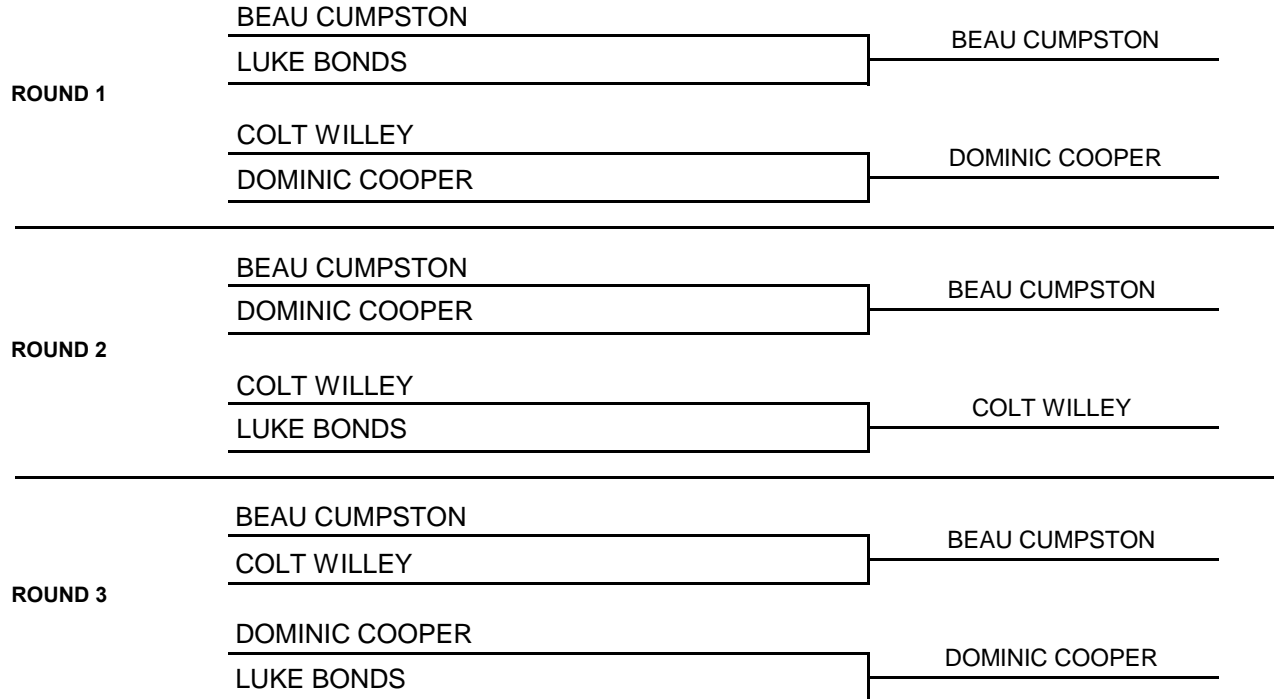 BEAU CUMPSTON
BEAU CUMPSTON
LUKE BONDS
ROUND 1
COLT WILLEY
DOMINIC COOPER
DOMINIC COOPER
BEAU CUMPSTON
BEAU CUMPSTON
DOMINIC COOPER
ROUND 2
COLT WILLEY
COLT WILLEY
LUKE BONDS
BEAU CUMPSTON
BEAU CUMPSTON
COLT WILLEY
ROUND 3
DOMINIC COOPER
DOMINIC COOPER
LUKE BONDS